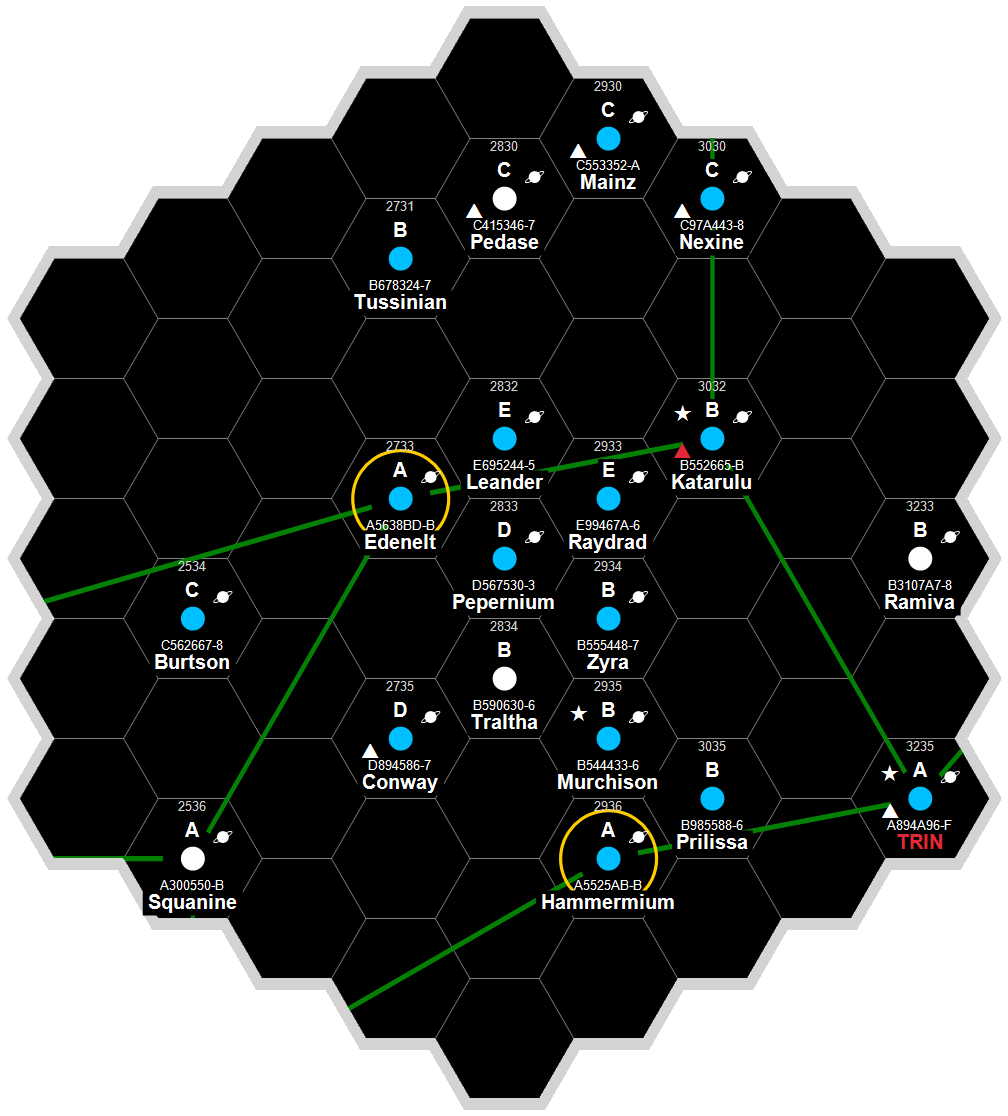 2930
C
C553352-A
Mainz
2830
C
C415346-7
Pedase
3030
C
C97A443-8
Nexine
2731
B
B678324-7
Tussinian
2832
E
E695244-5
Leander
3032
B
B552665-B
Katarulu
2733
A
A5638BD-B
Edenelt
2933
E
E99467A-6
Raydrad
2833
D
D567530-3
Pepernium
3233
B
B3107A7-8
Ramiva
2534
C
C562667-8
Burtson
2934
B
B555448-7
Zyra
2834
B
B590630-6
Traltha
2735
D
D894586-7
Conway
2935
B
B544433-6
Murchison
3035
B
B985588-6
Prilissa
3235
A
A894A96-F
TRIN
2536
A
A300550-B
Squanine
2936
A
A5525AB-B
Hammermium